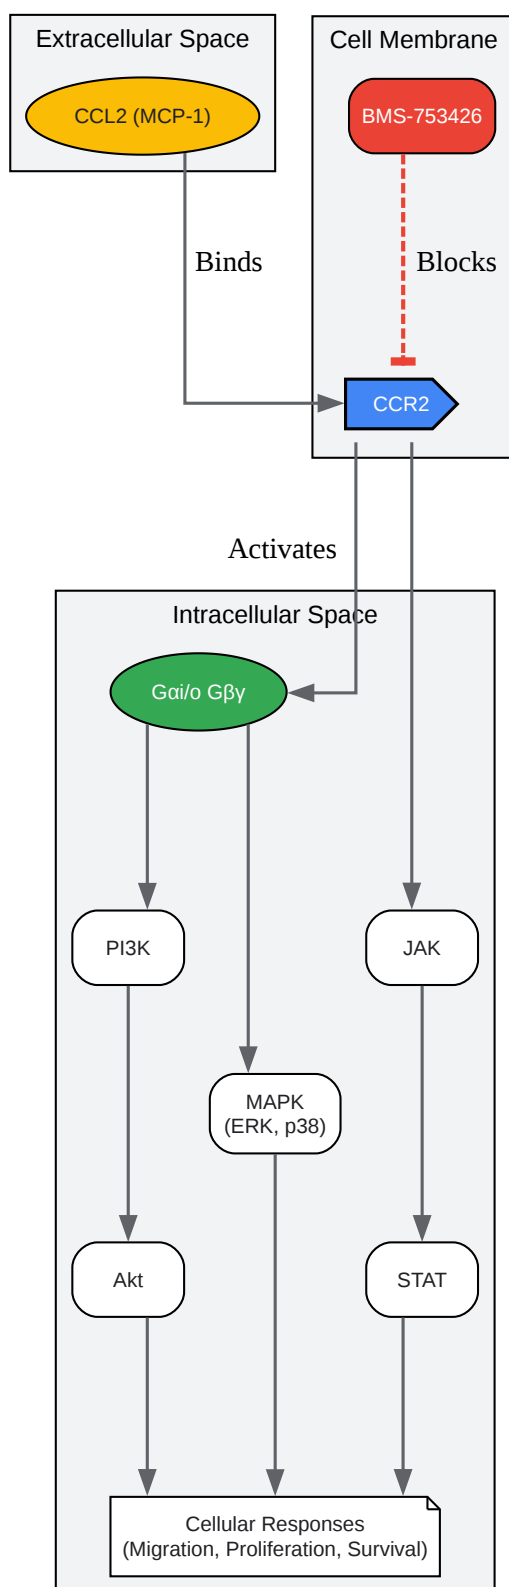 Extracellular Space
Cell Membrane
CCL2 (MCP-1)
BMS-753426
Binds
Blocks
CCR2
Activates
Intracellular Space
Gαi/o Gβγ
PI3K
JAK
MAPK
(ERK, p38)
Akt
STAT
Cellular Responses
(Migration, Proliferation, Survival)